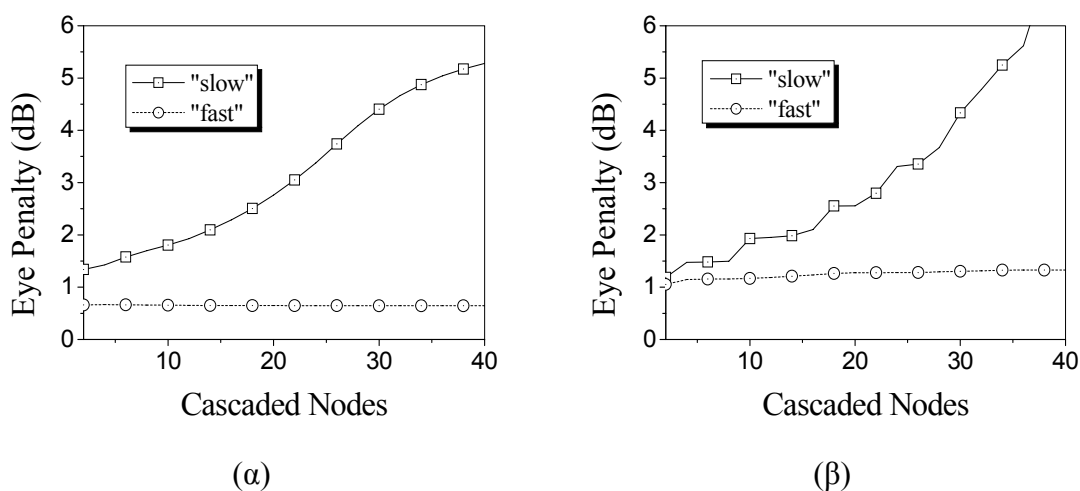 6
5
4
3
2
1
0
Eye Penalty (dB)
"slow"
"fast"
10
20
30
40
Cascaded Nodes
(α)
6
5
4
3
2
1
0
Eye Penalty (dB)
"slow"
"fast"
10
20
30
40
Cascaded Nodes
(β)